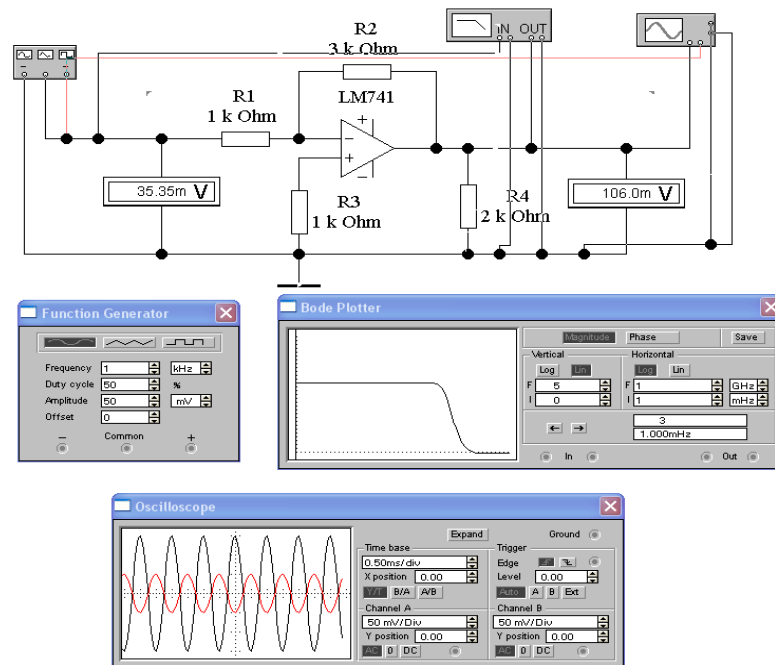 R2
3 k Ohm
IN OUT
LM741
R1
1 k Ohm
+
−
+
−
35.35m V
R3
1 k Ohm
R4
2 k Ohm
106.0m V
Function Generator
Frequency 1 kHz
Duty cycle 50 %
Amplitude 50 mV
Offset 0
− Common +
Bode Plotter
Magnitude Phase Save
Vertical Horizontal
Log Lin Log Lin
F 5 F 1 GHz
I 0 I 1 mHz
← → 3
1.000mHz
In Out
Oscilloscope
Expand Ground
Time base Trigger
0.50ms/div Edge
X position 0.00 Level 0.00
Y/T B/A A/B Auto A B Ext
Channel A Channel B
50 mV/Div 50 mV/Div
Y position 0.00 Y position 0.00
AC 0 DC AC 0 DC